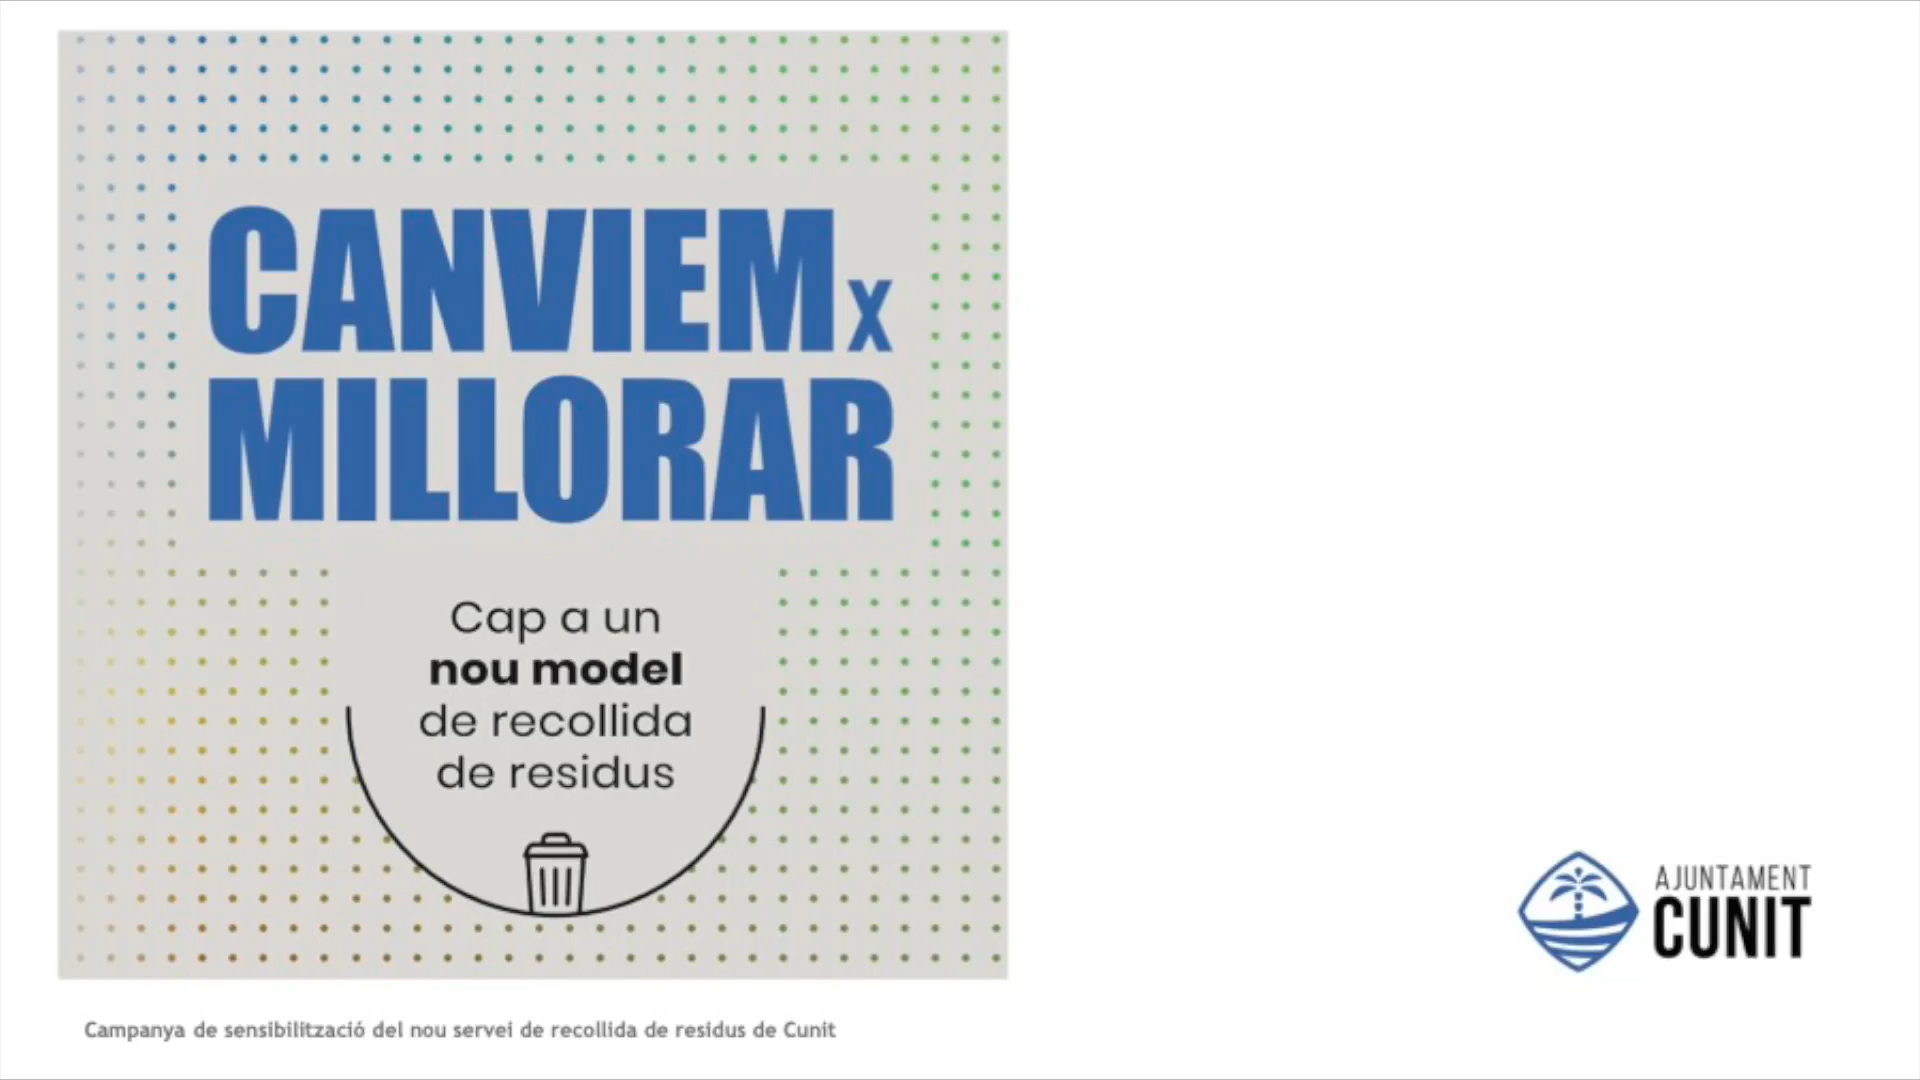 CANVIEM x
MILLORAR
Cap a un
nou model
de recollida
de residus
AJUNTAMENT
CUNIT
Campanya de sensibilització del nou servei de recollida de residus de Cunit